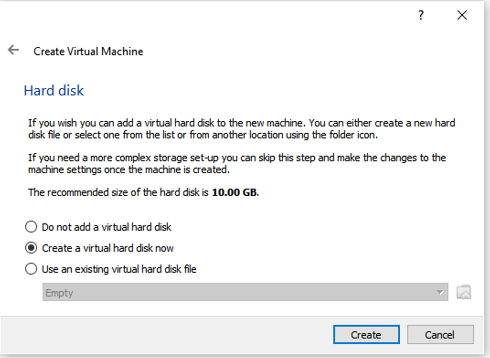 ?
Create Virtual Machine
Hard disk
If you wish you can add a virtual hard disk to the new machine. You can either create a new hard
disk file or select one from the list or from another location using the folder icon.
If you need a more complex storage set-up you can skip this step and make the changes to the
machine settings once the machine is created.
The recommended size of the hard disk is 10.00 GB.
Do not add a virtual hard disk
Create a virtual hard disk now
Use an existing virtual hard disk file
Empty
Create Cancel